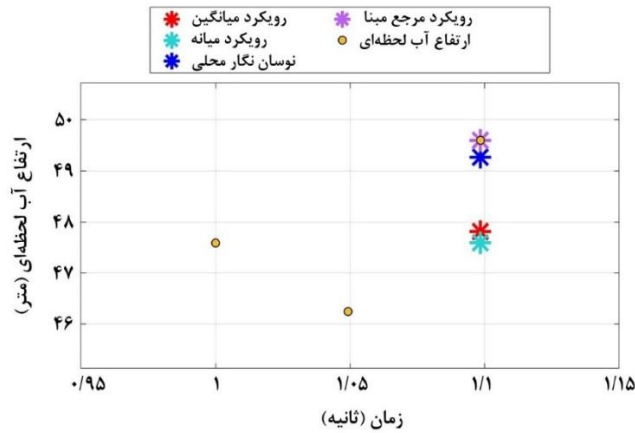 رویکرد میانگین
رویکرد مرجع مبنا
رویکرد میانه
ارتفاع آب لحظه‌ای
نوسان نگار محلی
ارتفاع آب لحظه‌ای (متر)
۵۰
۴۹
۴۸
۴۷
۴۶
۰/۹۵
۱
۱/۰۵
۱/۱
۱/۱۵
زمان (ثانیه)